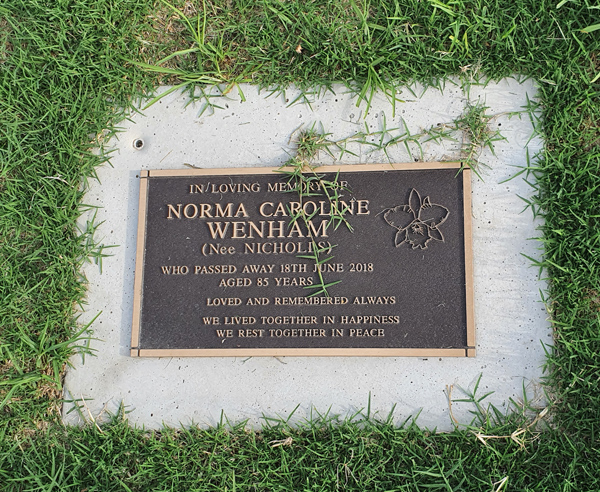 IN LOVING MEMORY OF
NORMA CAROLINE
WENHAM
(Nee NICHOLLS)
WHO PASSED AWAY 18TH JUNE 2018
AGED 85 YEARS
LOVED AND REMEMBERED ALWAYS
WE LIVED TOGETHER IN HAPPINESS
WE REST TOGETHER IN PEACE